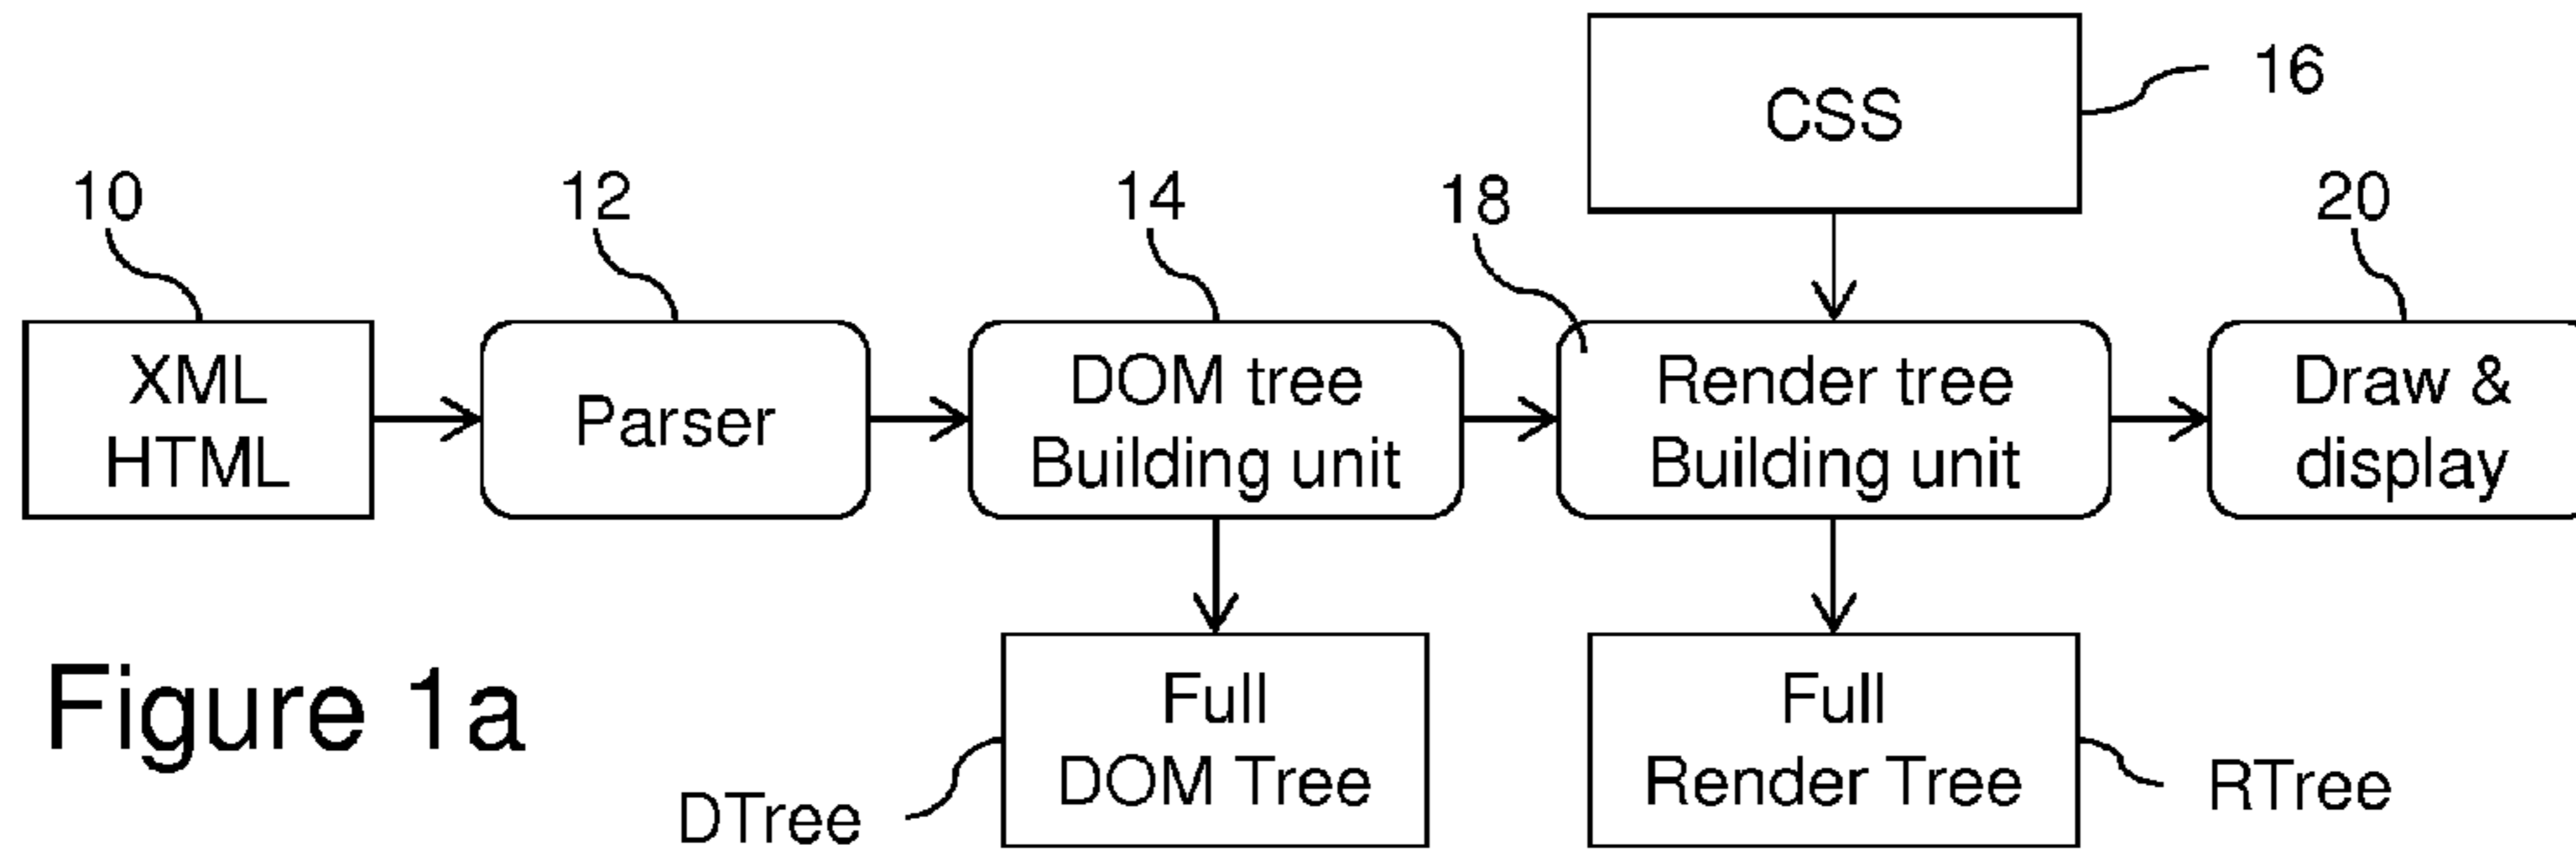 CSS
16
10
12
14
18
20
XML
HTML
Parser
DOM tree
Building unit
Render tree
Building unit
Draw &
display
Figure 1a
Full
DOM Tree
DTree
Full
Render Tree
RTree